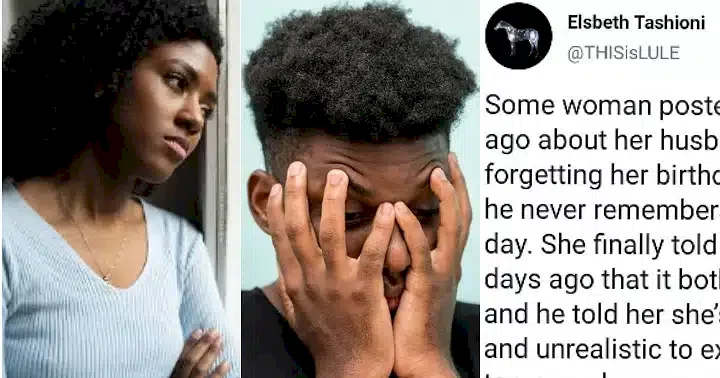 Elsbeth Tashioni
@THISisLULE
Some woman poste
ago about her husb
forgetting her birthd
he never remember
day. She finally told
days ago that it both
and he told her she's
and unrealistic to ex